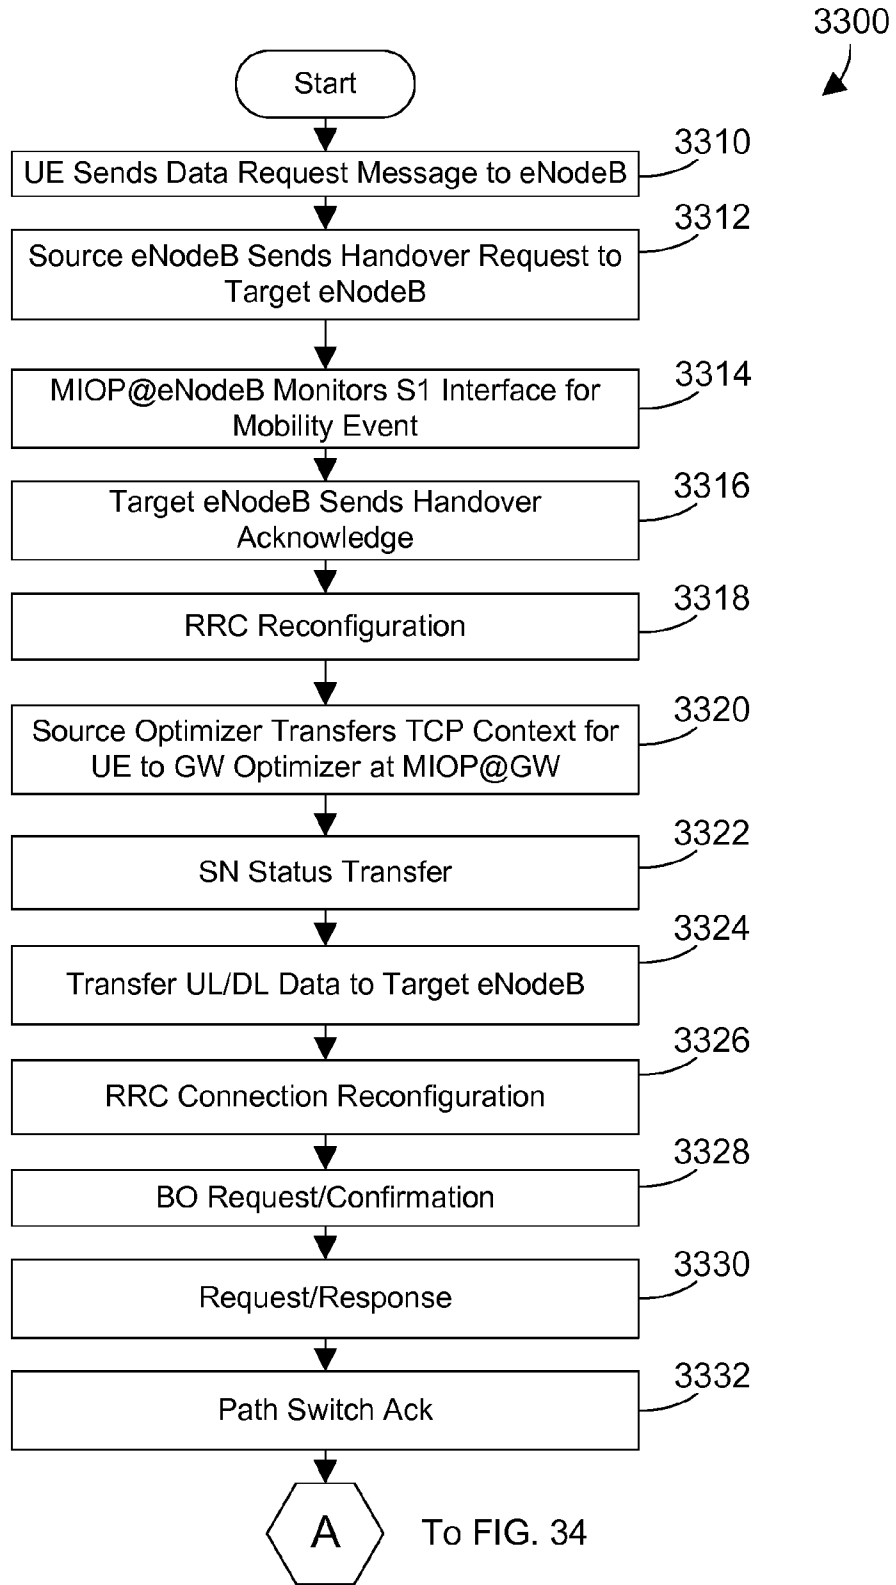 3300
Start
UE Sends Data Request Message to eNodeB
3310
Source eNodeB Sends Handover Request to
Target eNodeB
3312
MIOP@eNodeB Monitors S1 Interface for
Mobility Event
3314
Target eNodeB Sends Handover
Acknowledge
3316
RRC Reconfiguration
3318
Source Optimizer Transfers TCP Context for
UE to GW Optimizer at MIOP@GW
3320
SN Status Transfer
3322
Transfer UL/DL Data to Target eNodeB
3324
RRC Connection Reconfiguration
3326
BO Request/Confirmation
3328
Request/Response
3330
Path Switch Ack
3332
A
To FIG. 34